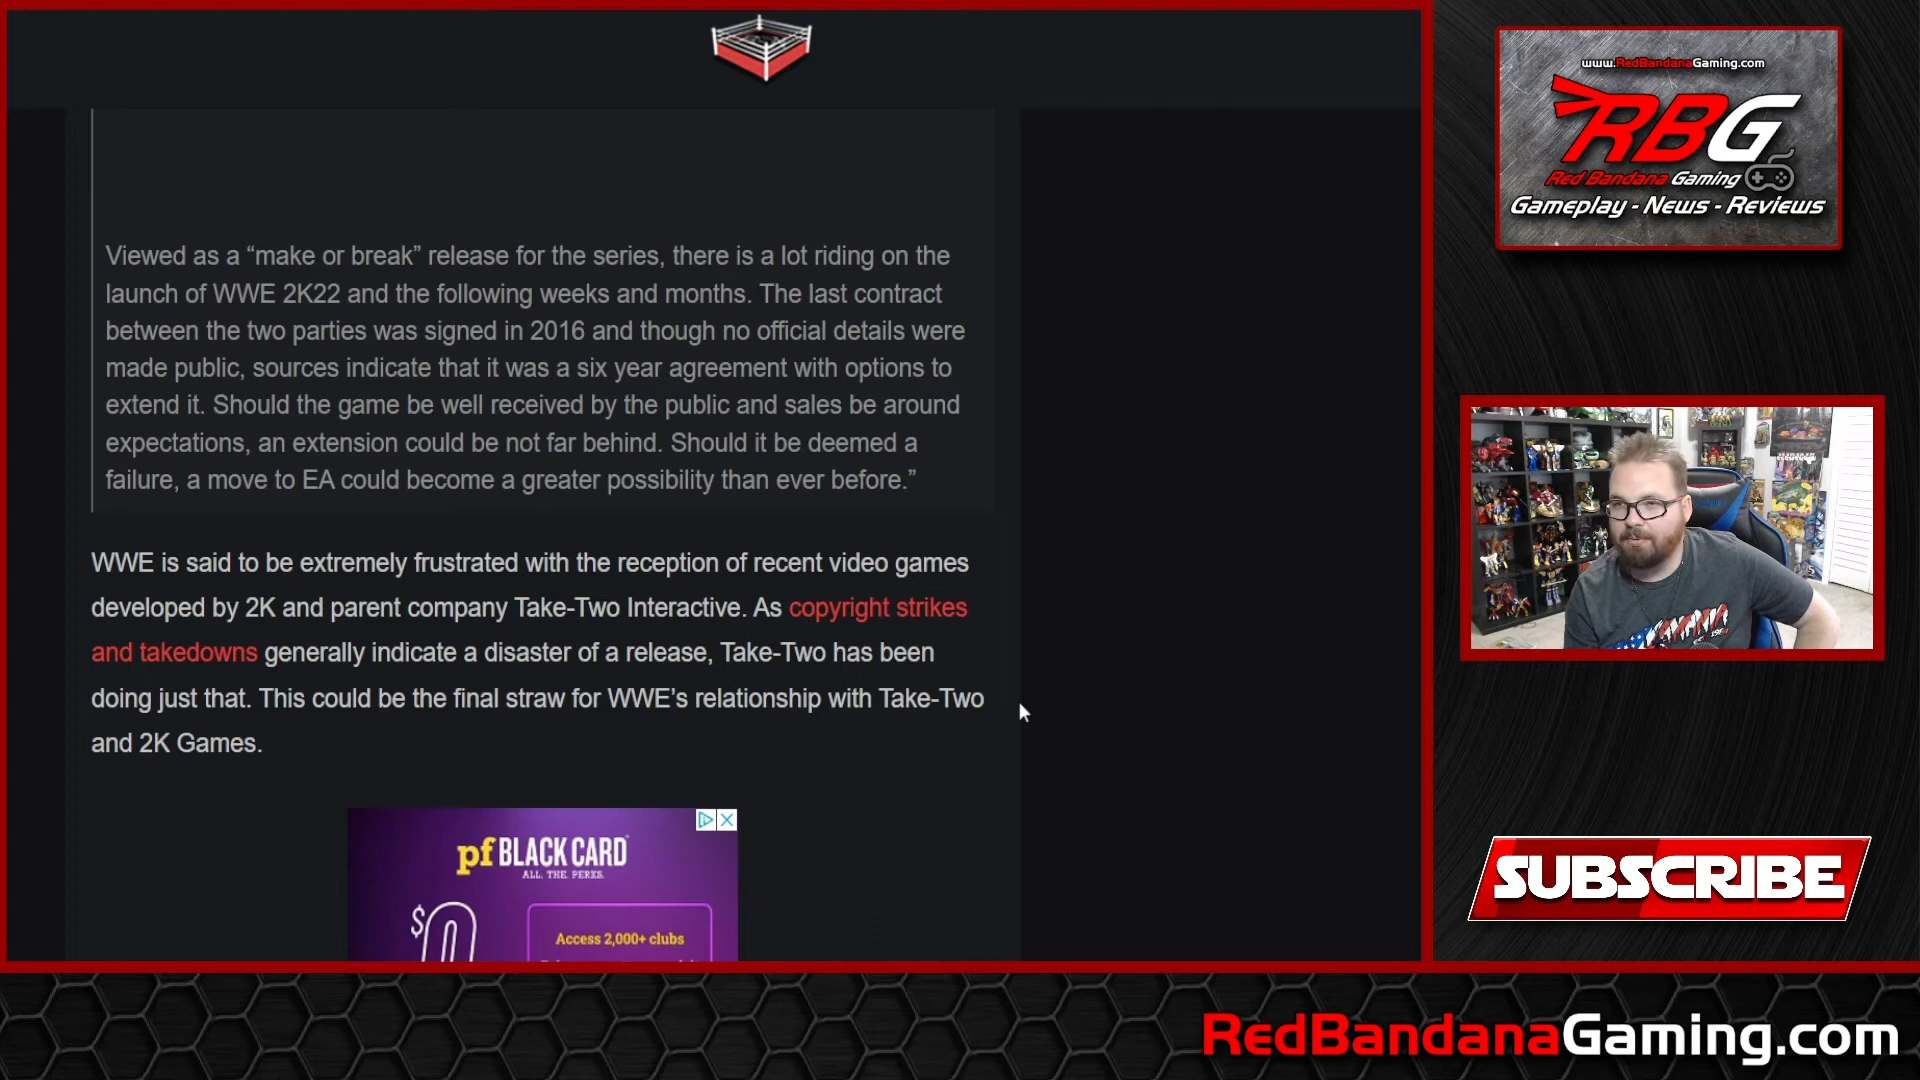 Viewed as a “make or break” release for the series, there is a lot riding on the
launch of WWE 2K22 and the following weeks and months. The last contract
between the two parties was signed in 2016 and though no official details were
made public, sources indicate that it was a six year agreement with options to
extend it. Should the game be well received by the public and sales be around
expectations, an extension could be not far behind. Should it be deemed a
failure, a move to EA could become a greater possibility than ever before.”
WWE is said to be extremely frustrated with the reception of recent video games
developed by 2K and parent company Take-Two Interactive. As copyright strikes
and takedowns generally indicate a disaster of a release, Take-Two has been
doing just that. This could be the final straw for WWE’s relationship with Take-Two
and 2K Games.
pf BLACK CARD
ALL. THE. PERKS.
$0
Access 2,000+ clubs
www.RedBandanaGaming.com
RBG
Red Bandana Gaming
Gameplay - News - Reviews
SUBSCRIBE
RedBandanaGaming.com